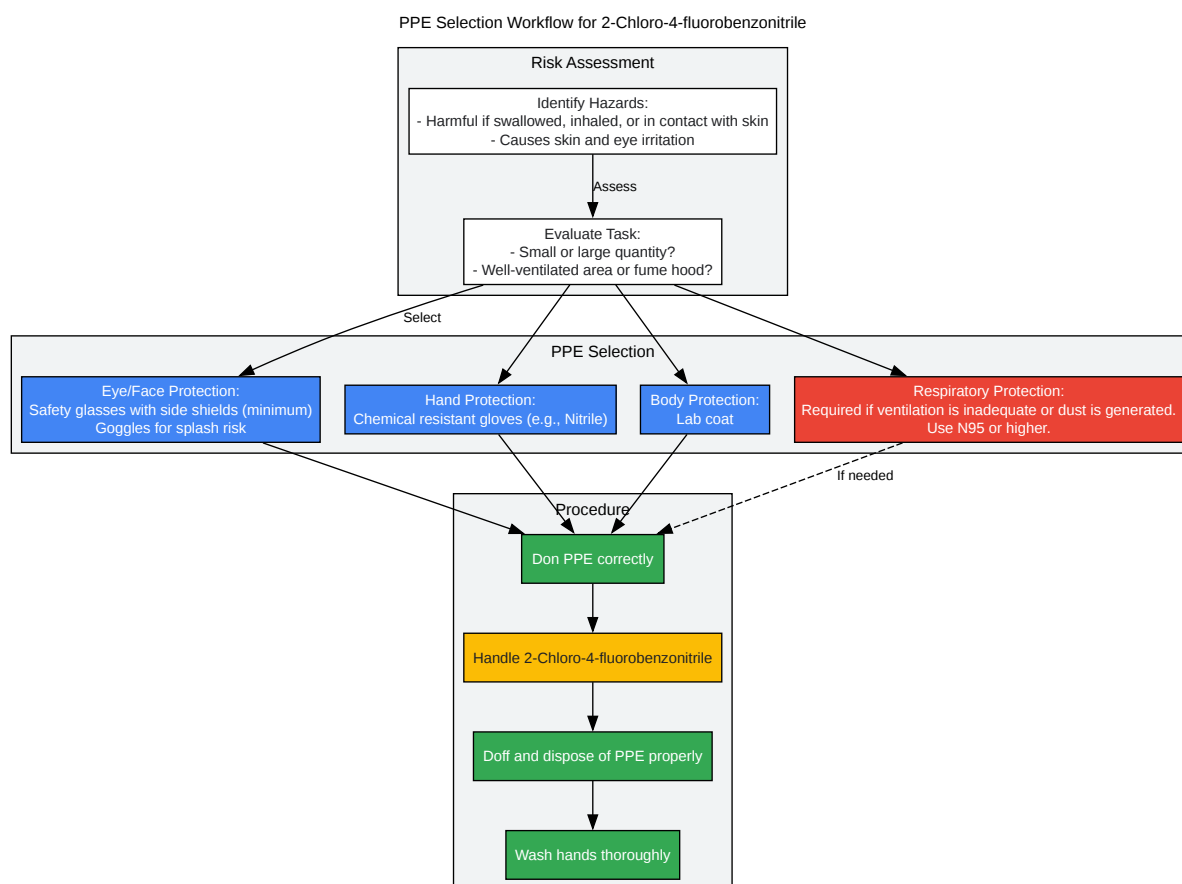 PPE Selection Workflow for 2-Chloro-4-fluorobenzonitrile
Risk Assessment
Identify Hazards:
- Harmful if swallowed, inhaled, or in contact with skin
- Causes skin and eye irritation
Assess
Evaluate Task:
- Small or large quantity?
- Well-ventilated area or fume hood?
Select
PPE Selection
Eye/Face Protection:
Safety glasses with side shields (minimum)
Goggles for splash risk
Hand Protection:
Chemical resistant gloves (e.g., Nitrile)
Body Protection:
Lab coat
Respiratory Protection:
Required if ventilation is inadequate or dust is generated.
Use N95 or higher.
If needed
Procedure
Don PPE correctly
Handle 2-Chloro-4-fluorobenzonitrile
Doff and dispose of PPE properly
Wash hands thoroughly